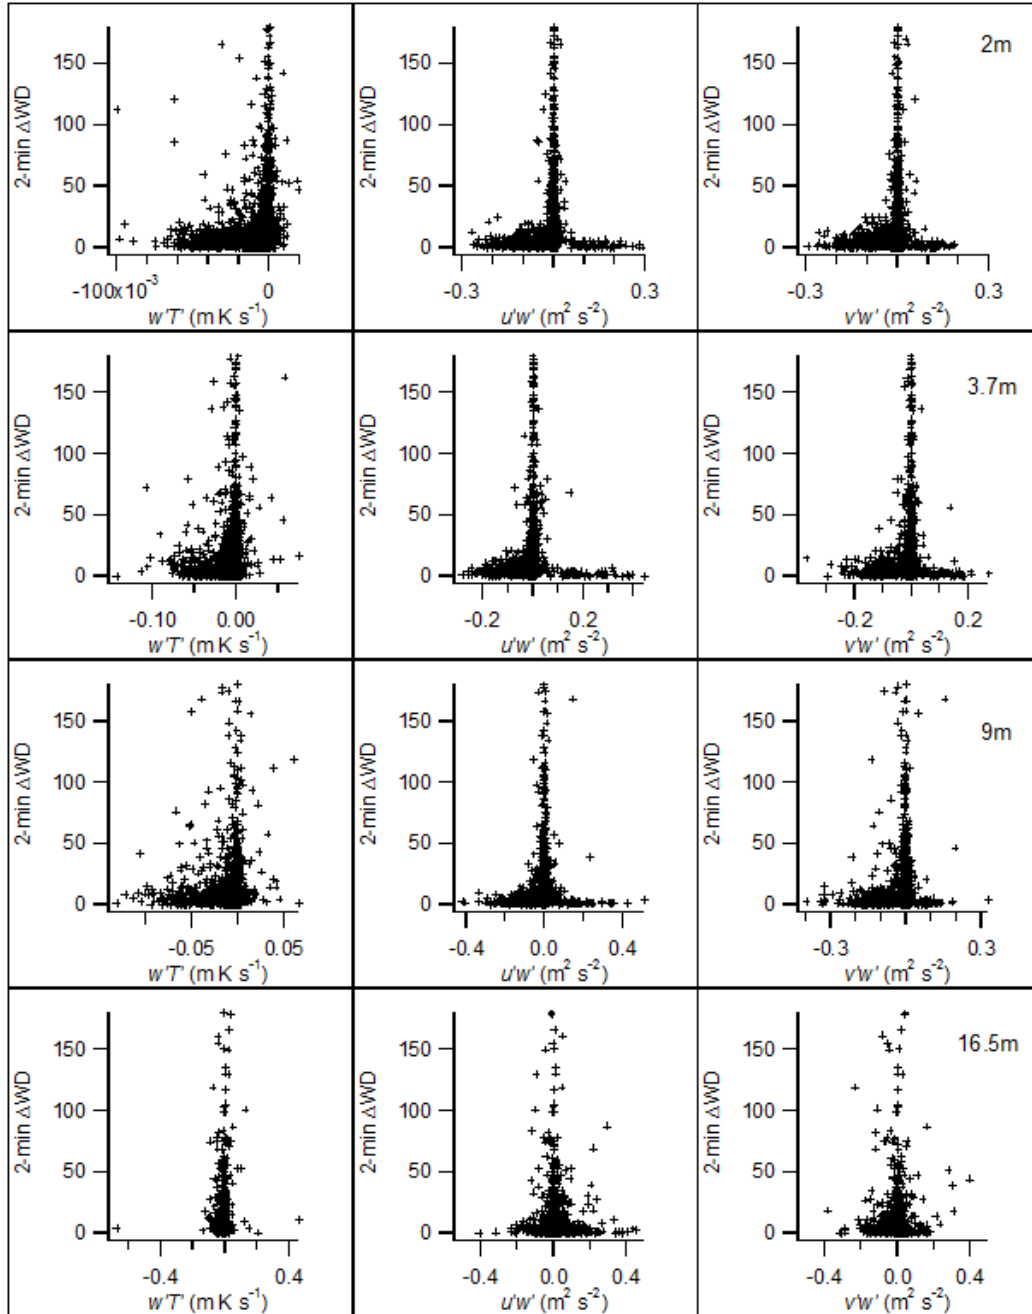 2-min ΔWD
150
100
50
0
-100x10⁻³ 0
w'T' (m K s⁻¹)
2-min ΔWD
150
100
50
0
-0.3 0.3
u'w' (m² s⁻²)
2m
2-min ΔWD
150
100
50
0
-0.3 0.3
v'w' (m² s⁻²)
2-min ΔWD
150
100
50
0
-0.10 0.00
w'T' (m K s⁻¹)
2-min ΔWD
150
100
50
0
-0.2 0.2
u'w' (m² s⁻²)
3.7m
2-min ΔWD
150
100
50
0
-0.2 0.2
v'w' (m² s⁻²)
2-min ΔWD
150
100
50
0
-0.05 0.05
w'T' (m K s⁻¹)
2-min ΔWD
150
100
50
0
-0.4 0.0 0.4
u'w' (m² s⁻²)
9m
2-min ΔWD
150
100
50
0
-0.3 0.3
v'w' (m² s⁻²)
2-min ΔWD
150
100
50
0
-0.4 0.4
w'T' (m K s⁻¹)
2-min ΔWD
150
100
50
0
-0.4 0.0 0.4
u'w' (m² s⁻²)
16.5m
2-min ΔWD
150
100
50
0
-0.4 0.0 0.4
v'w' (m² s⁻²)